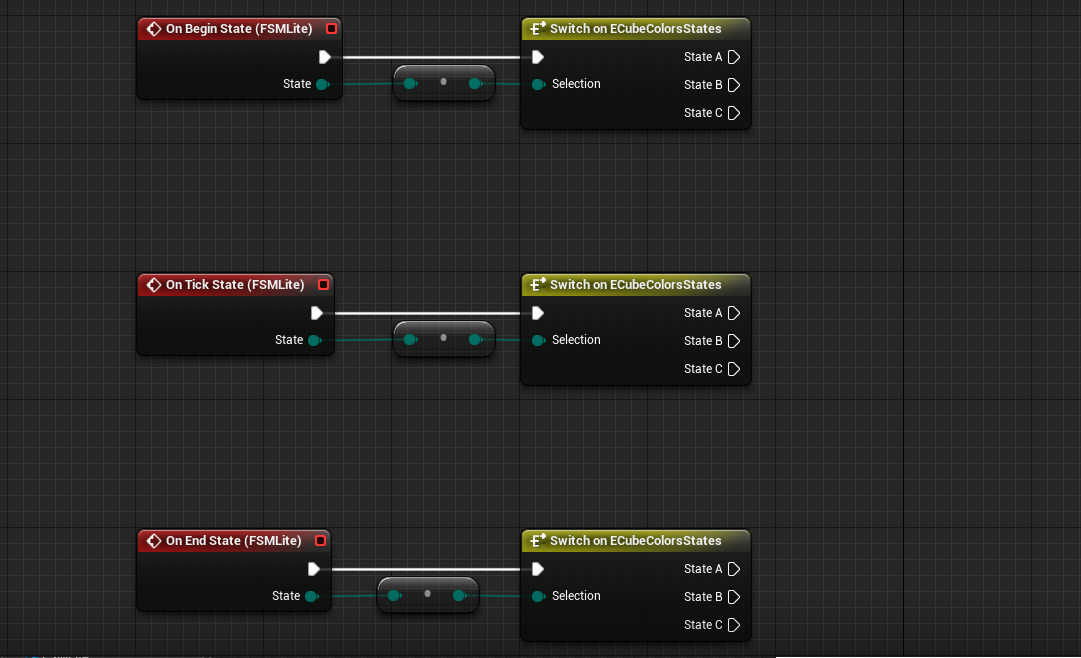 On Begin State (FSMLite)
State
Switch on ECubeColorsStates
State A
Selection
State B
State C
On Tick State (FSMLite)
State
Switch on ECubeColorsStates
State A
Selection
State B
State C
On End State (FSMLite)
State
Switch on ECubeColorsStates
State A
Selection
State B
State C